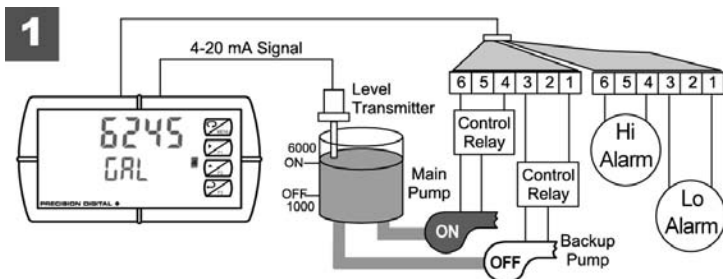 1
4-20 mA Signal
6245
GAL
PRECISION DIGITAL
Level
Transmitter
6000
ON
OFF
1000
Main
Pump
ON
OFF
Backup
Pump
6 5 4 3 2 1
Control
Relay
Control
Relay
6 5 4 3 2 1
Hi
Alarm
Lo
Alarm